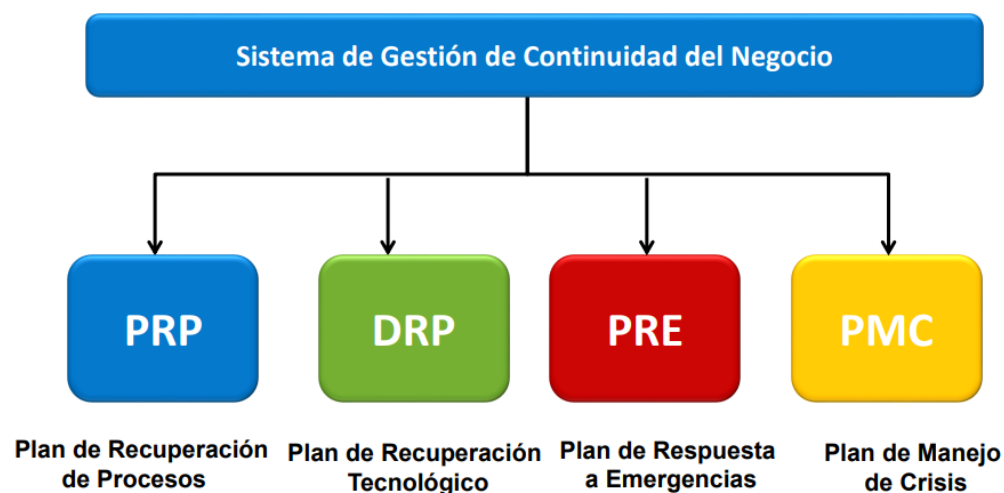 Sistema de Gestión de Continuidad del Negocio
PRP
DRP
PRE
PMC
Plan de Recuperación
de Procesos
Plan de Recuperación
Tecnológico
Plan de Respuesta
a Emergencias
Plan de Manejo
de Crisis